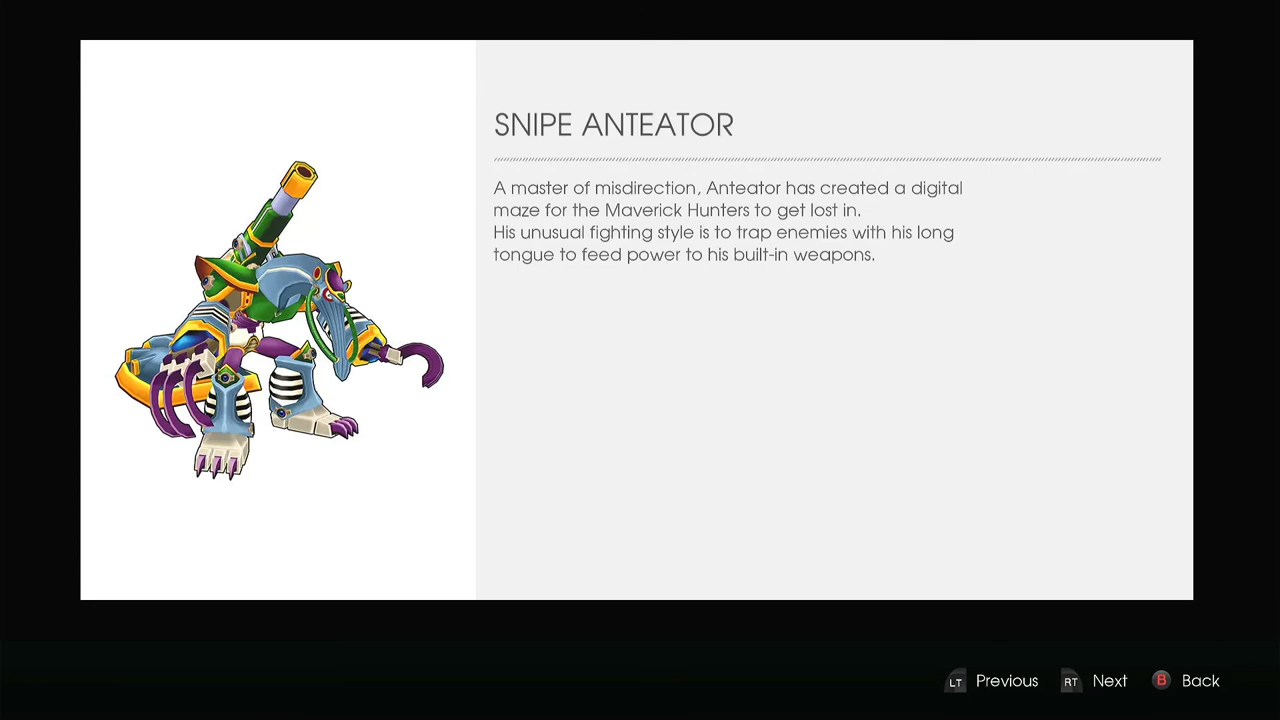 SNIPE ANTEATOR
A master of misdirection, Anteator has created a digital
maze for the Maverick Hunters to get lost in.
His unusual fighting style is to trap enemies with his long
tongue to feed power to his built-in weapons.
LT Previous RT Next B Back